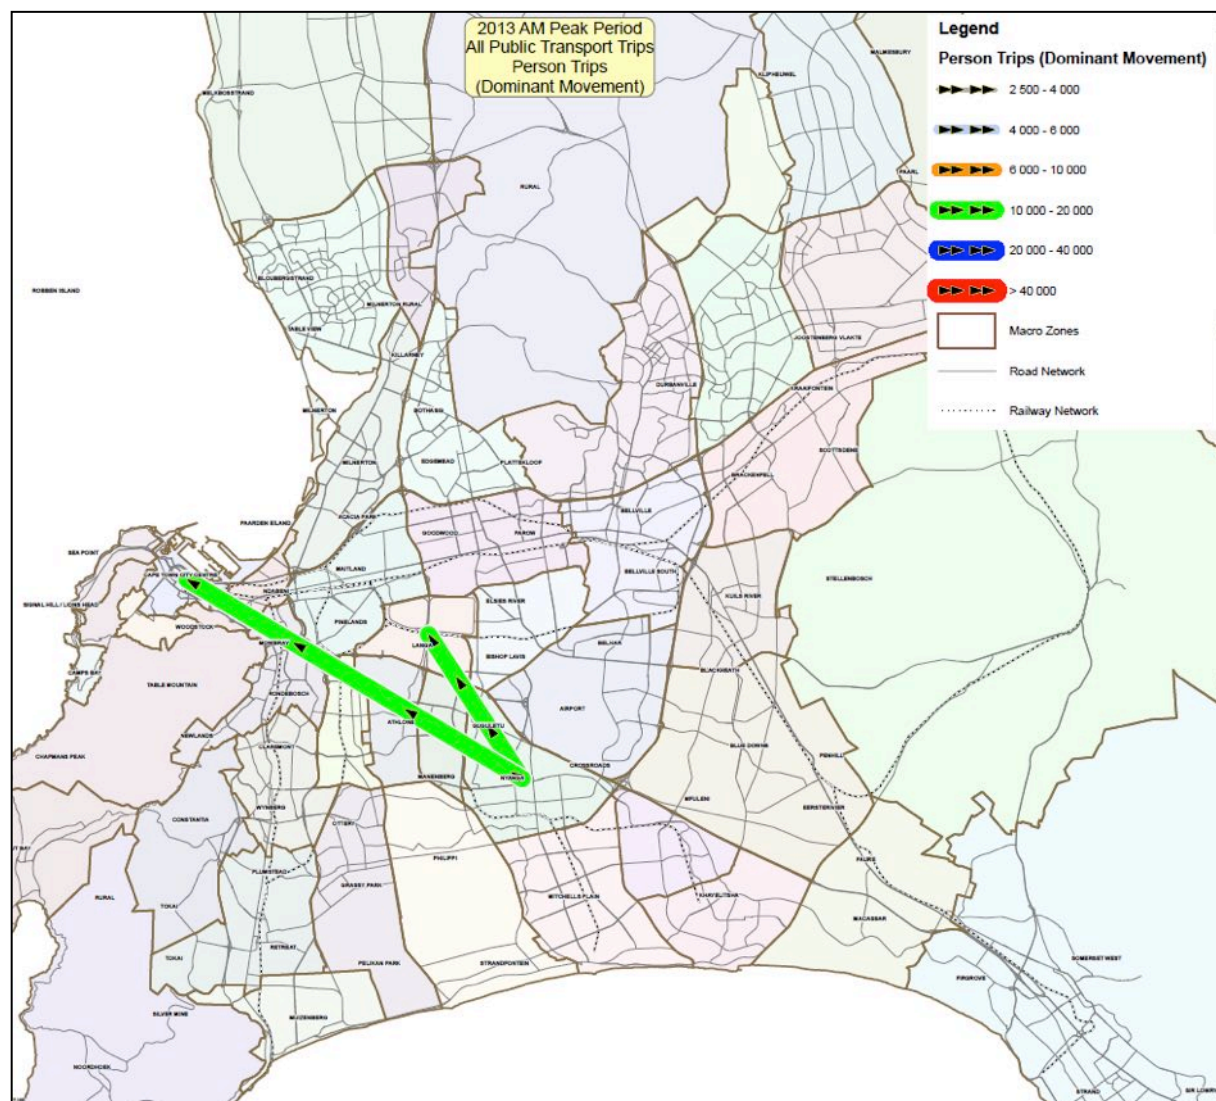 2013 AM Peak Period
All Public Transport Trips
Person Trips
(Dominant Movement)
Legend
Person Trips (Dominant Movement)
2 500 - 4 000
4 000 - 6 000
6 000 - 10 000
10 000 - 20 000
20 000 - 40 000
> 40 000
Macro Zones
Road Network
Railway Network
MALMESBURY
KLIPHEUWEL
MELKBOSSTRAND
PAARL
RURAL
BLOUBERGSTRAND
ROBBEN ISLAND
MILNERTON RURAL
TABLE VIEW
JOOSTENBERG VLAKTE
KILLARNEY
DURBANVILLE
KRAAIFONTEIN
MILNERTON
BOTHASIG
SCOTTSDENE
MILNERTON
EDGEMEAD
PLATTEKLOOF
BRACKENFELL
BELLVILLE
ACACIA PARK
PAARDEN EILAND
GOODWOOD
PAROW
SEA POINT
MAITLAND
BELLVILLE SOUTH
CAPE TOWN CITY CENTRE
STELLENBOSCH
NDABENI
KUILS RIVER
ELSIES RIVER
SIGNAL HILL / LIONS HEAD
PINELANDS
WOODSTOCK
MOWBRAY
LANGA
BELHAR
BISHOP LAVIS
CAMPS BAY
BLACKHEATH
TABLE MOUNTAIN
RONDEBOSCH
AIRPORT
ATHLONE
GUGULETU
NEWLANDS
CLAREMONT
BLUE DOWNS
PENHILL
CHAPMANS PEAK
CROSSROADS
MANENBERG
NYANGA
MFULENI
EERSTERIVIER
WYNBERG
CONSTANTIA
OTTERY
PHILIPPI
FAURE
PLUMSTEAD
GRASSY PARK
MITCHELLS PLAIN
KHAYELITSHA
RURAL
TOKAI
MACASSAR
RETREAT
TOKAI
PELIKAN PARK
STRANDFONTEIN
SOMERSET WEST
FIRGROVE
SILVER MINE
MUIZENBERG
NOORDHOEK
STRAND